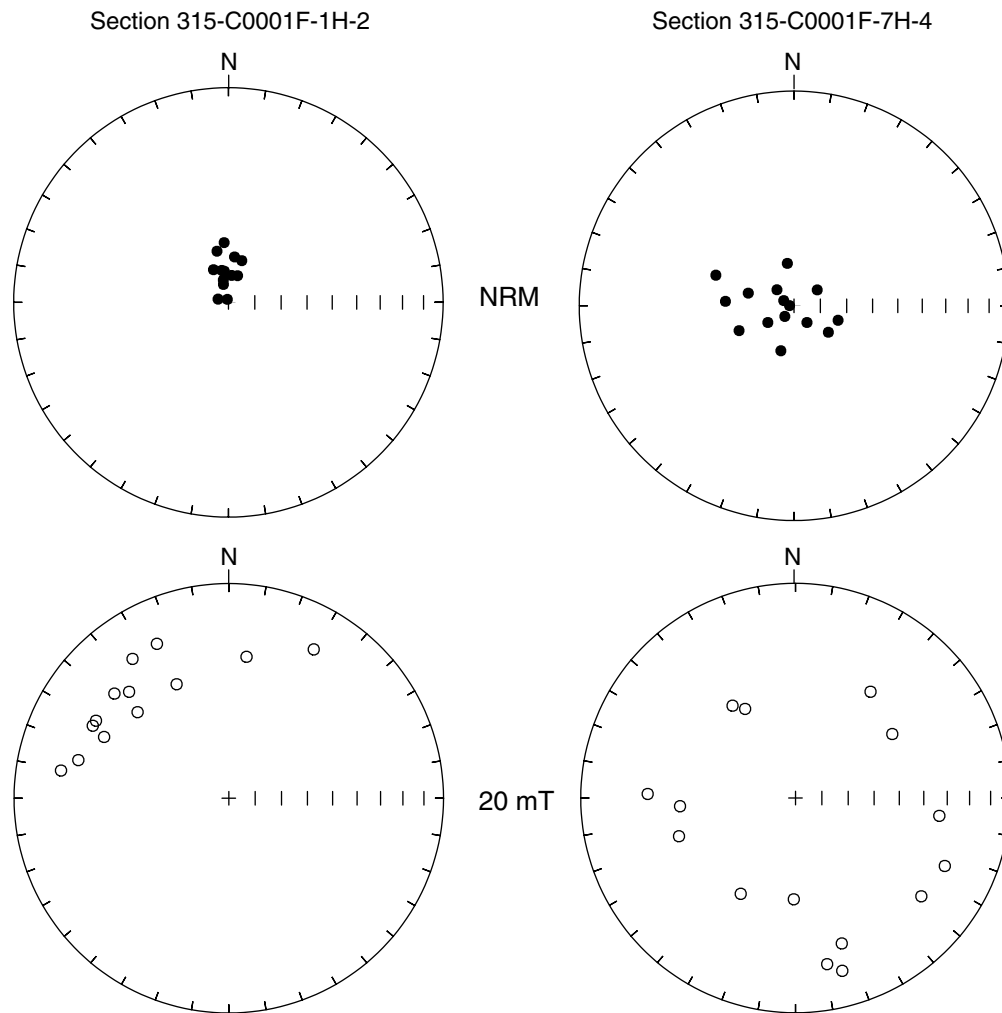 Section 315-C0001F-1H-2
Section 315-C0001F-7H-4
N
N
NRM
N
N
20 mT